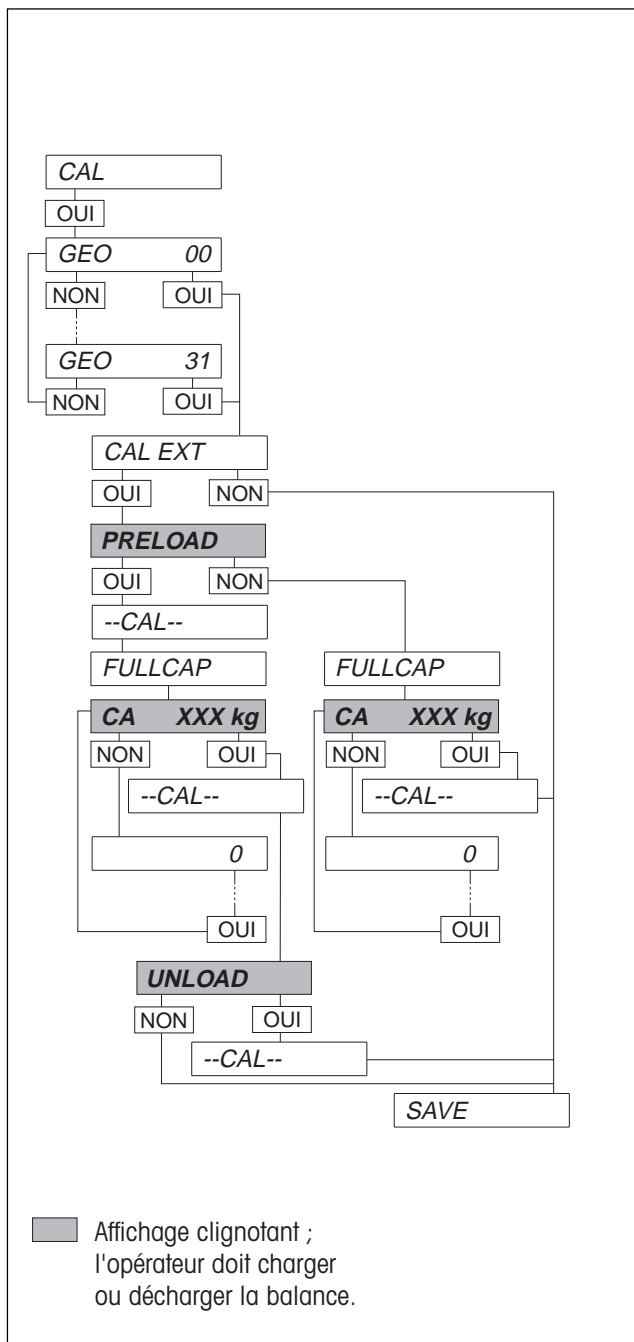 CAL
OUI
GEO 00
NON OUI
GEO 31
NON OUI
CAL EXT
OUI NON
PRELOAD
OUI NON
--CAL--
FULLCAP FULLCAP
CA XXX kg CA XXX kg
NON OUI NON OUI
--CAL-- --CAL--
0 0
OUI OUI
UNLOAD
NON OUI
--CAL--
SAVE
Affichage clignotant ;
l'opérateur doit charger
ou décharger la balance.